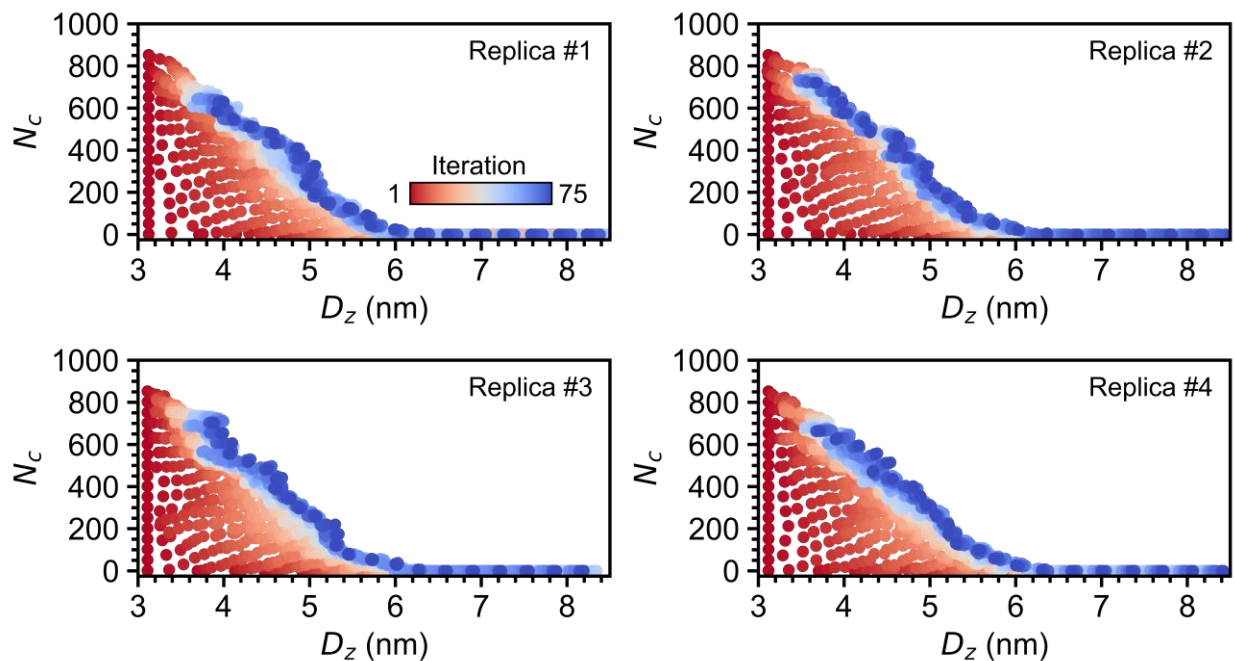 1000
800
600
400
200
0
N_c
Replica #1
Iteration
1 75
3 4 5 6 7 8
D_z (nm)
1000
800
600
400
200
0
N_c
Replica #2
3 4 5 6 7 8
D_z (nm)
1000
800
600
400
200
0
N_c
Replica #3
3 4 5 6 7 8
D_z (nm)
1000
800
600
400
200
0
N_c
Replica #4
3 4 5 6 7 8
D_z (nm)